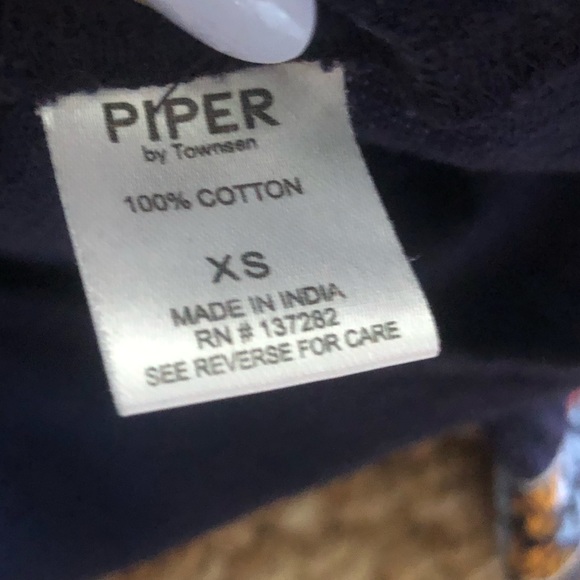 PIPER
by Townsen
100% COTTON
XS
MADE IN INDIA
RN # 137282
SEE REVERSE FOR CARE